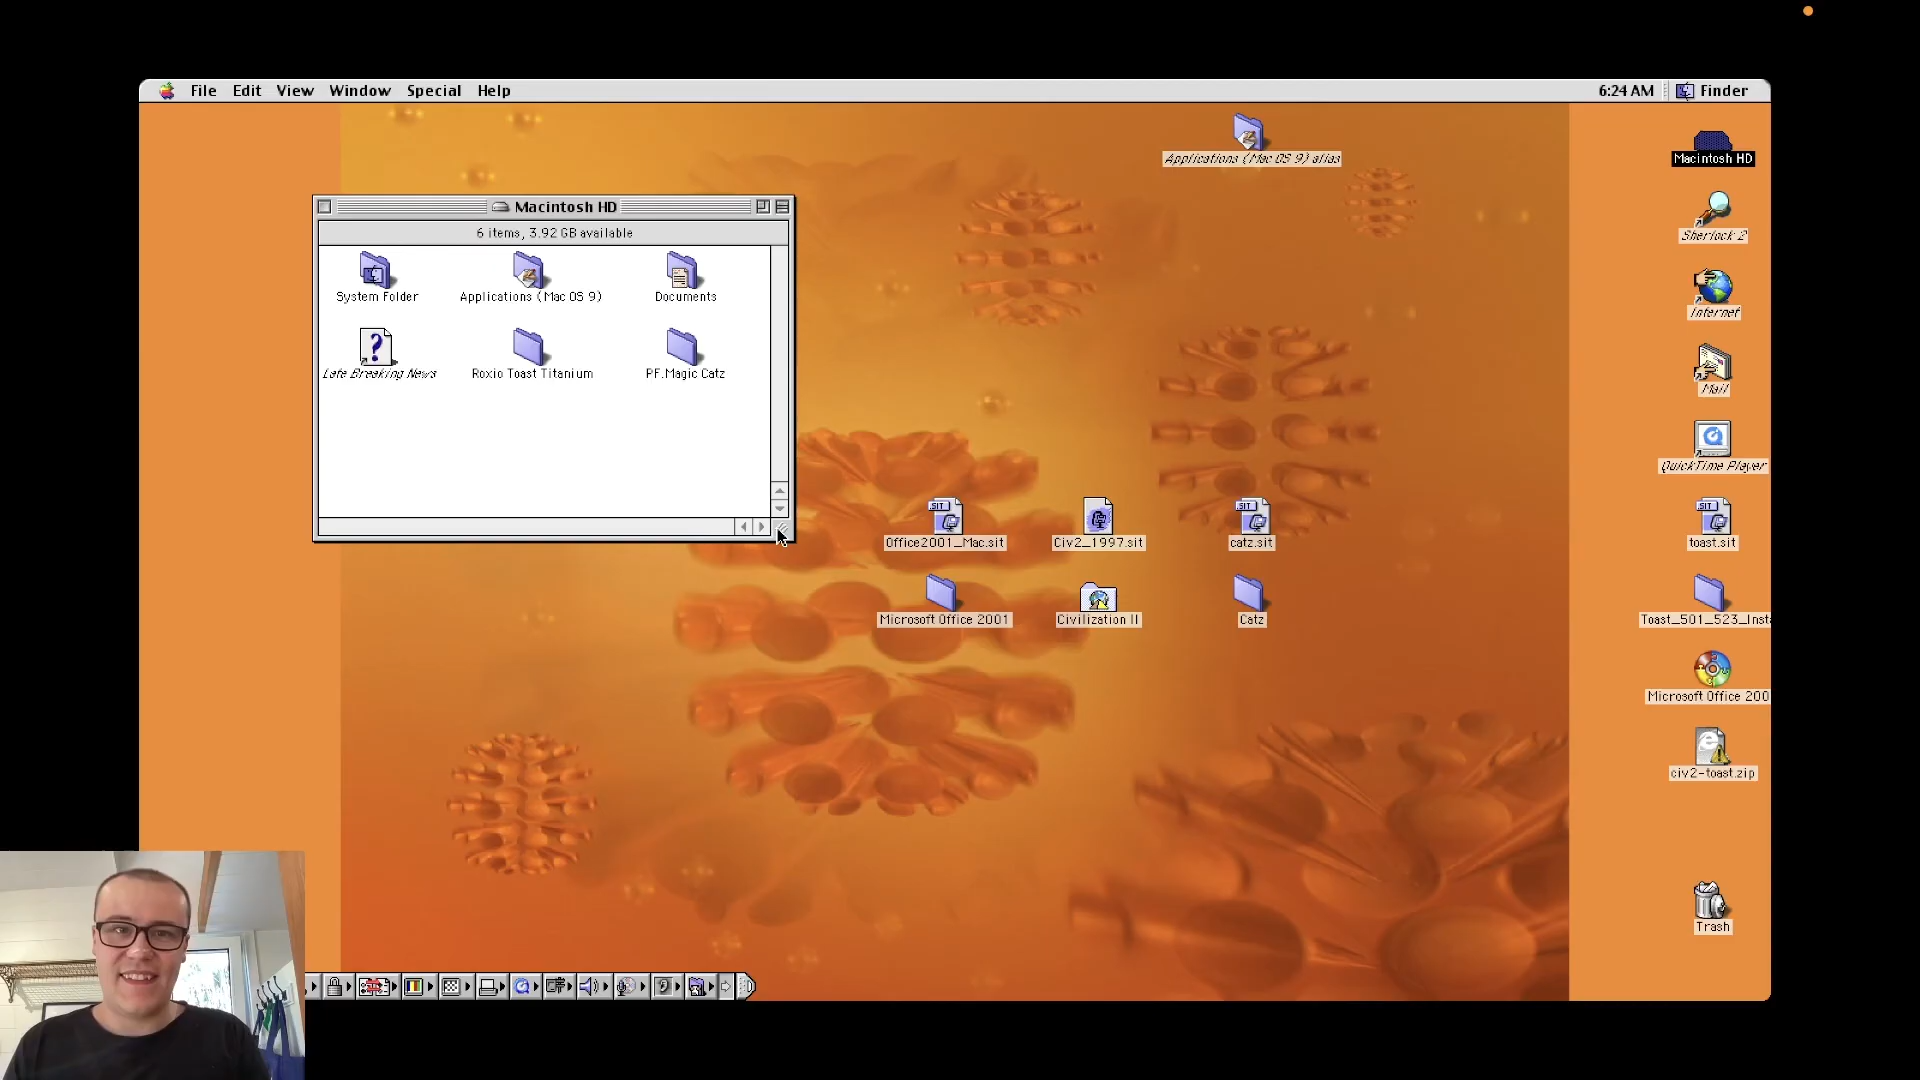 File Edit View Window Special Help
6:24 AM Finder
Applications (Mac OS 9) alias
Macintosh HD
Macintosh HD
6 items, 3.92 GB available
System Folder
Applications (Mac OS 9)
Documents
Late Breaking News
Roxio Toast Titanium
PF.Magic Catz
Sherlock 2
Internet
Mail
QuickTime Player
SIT
SIT
SIT
Office2001_Mac.sit
Civ2_1997.sit
catz.sit
toast.sit
Microsoft Office 2001
Civilization II
Catz
Toast_501_523_Inst
Microsoft Office 200
civ2-toast.zip
Trash